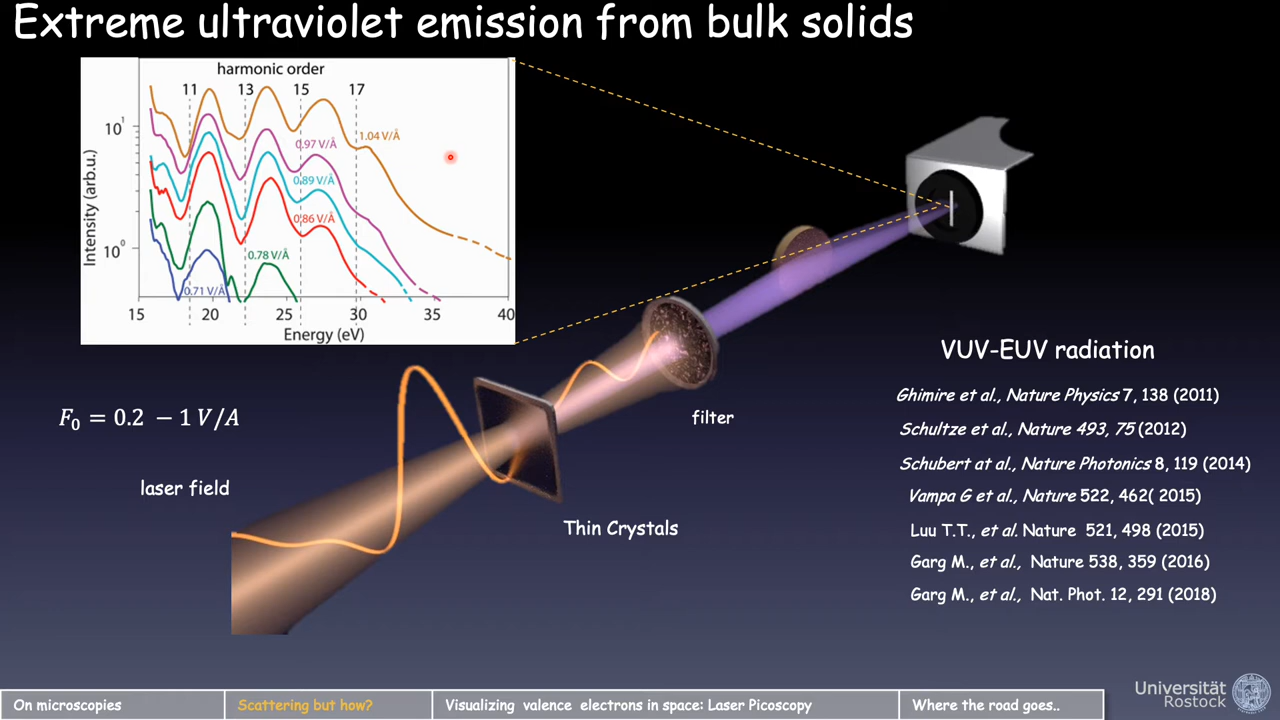 Extreme ultraviolet emission from bulk solids
harmonic order
11 13 15 17
1.04 V/Å
0.97 V/Å
0.89 V/Å
0.86 V/Å
0.78 V/Å
0.71 V/Å
10¹
10⁰
Intensity (arb.u.)
15 20 25 30 35 40
Energy (eV)
F₀ = 0.2 − 1 V/A
laser field
Thin Crystals
filter
VUV-EUV radiation
Ghimire et al., Nature Physics 7, 138 (2011)
Schultze et al., Nature 493, 75 (2012)
Schubert at al., Nature Photonics 8, 119 (2014)
Vampa G et al., Nature 522, 462( 2015)
Luu T.T., et al. Nature 521, 498 (2015)
Garg M., et al., Nature 538, 359 (2016)
Garg M., et al., Nat. Phot. 12, 291 (2018)
Universität
Rostock
On microscopies
Scattering but how?
Visualizing valence electrons in space: Laser Picoscopy
Where the road goes..